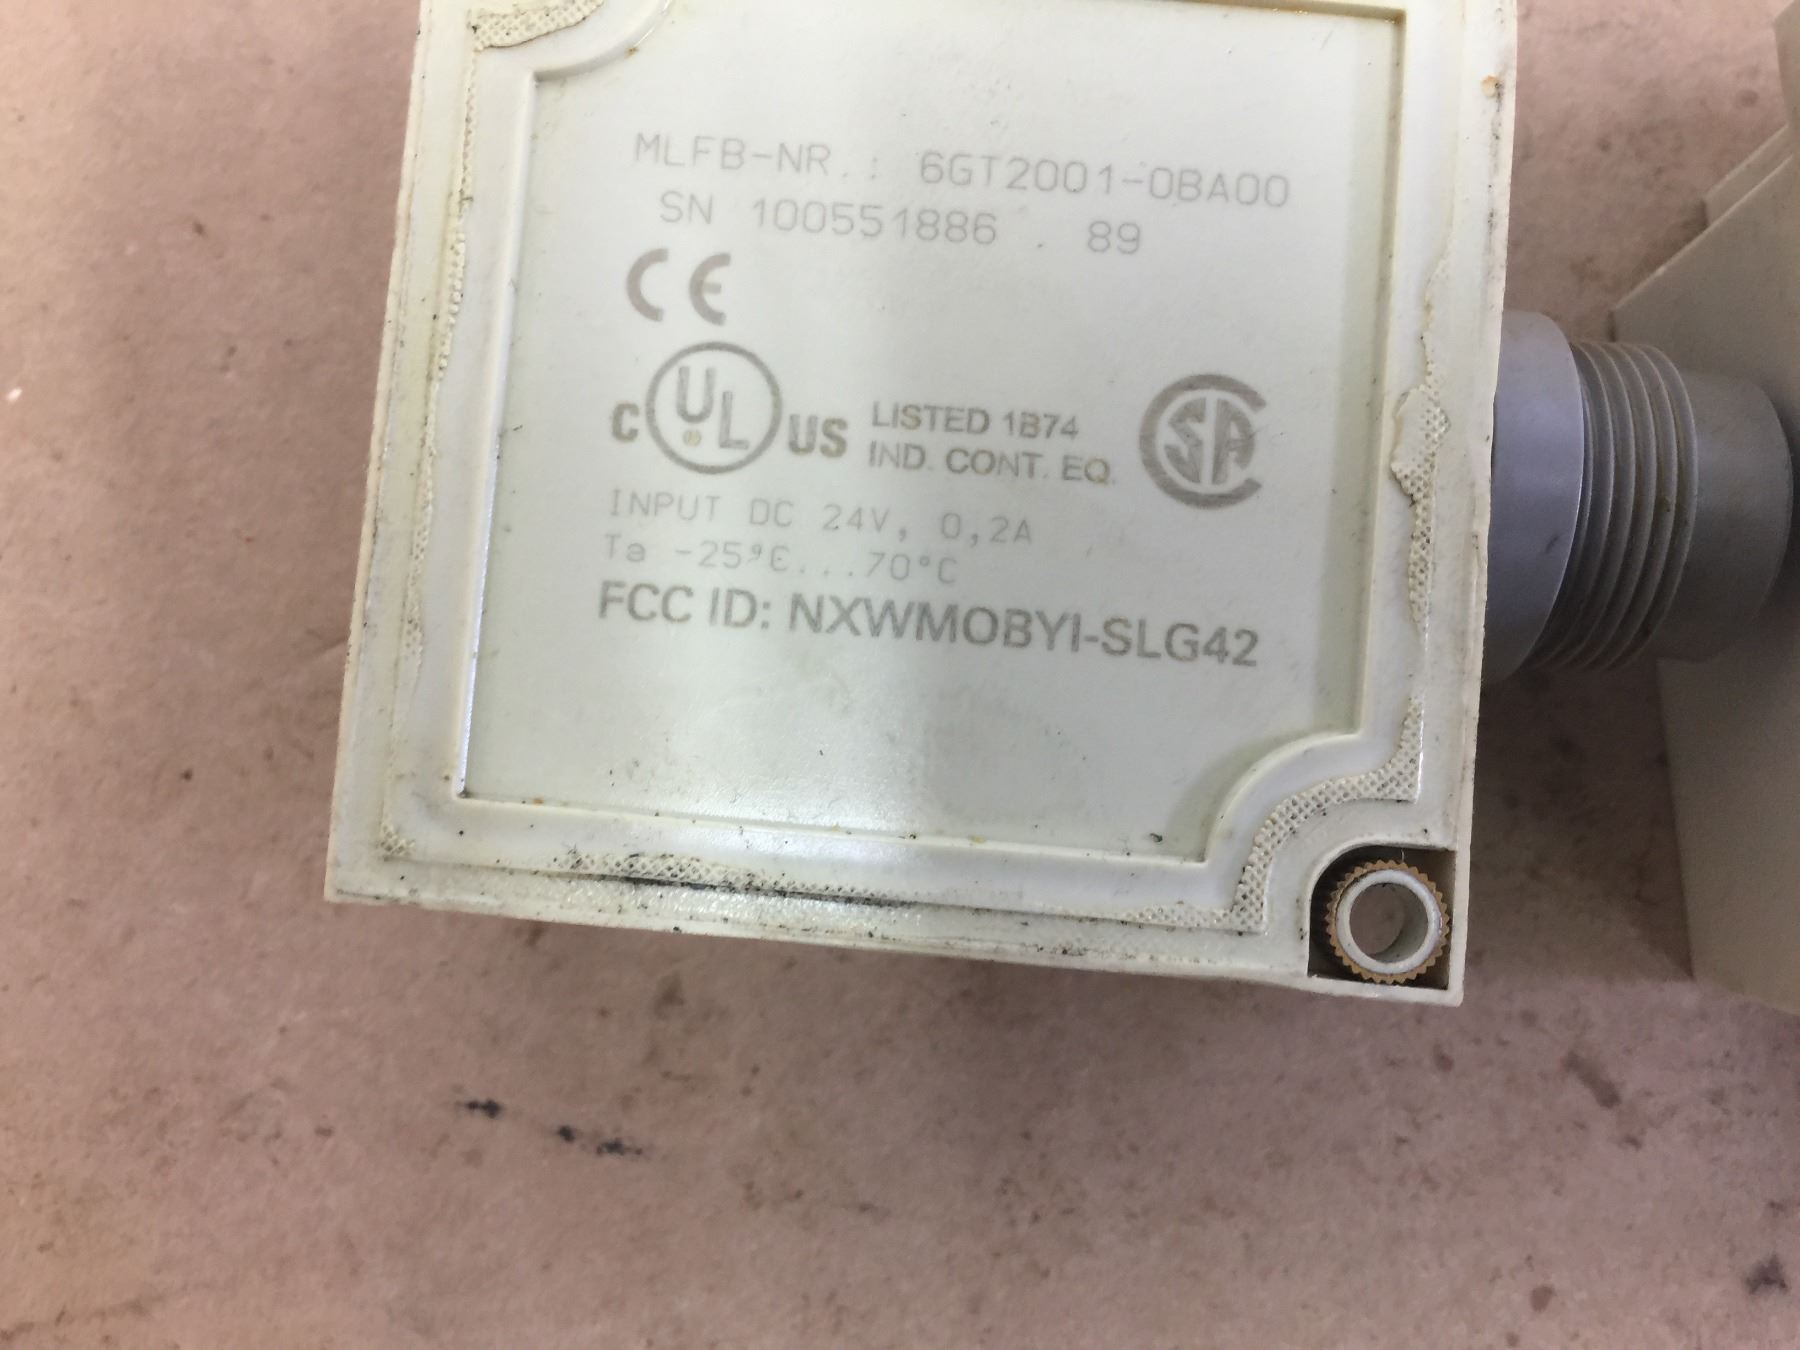 MLFB-NR.: 6GT2001-0BA00
SN 100551886 . 89
CE
C UL ® US LISTED 1B74
IND. CONT. EQ.
SA
INPUT DC 24V, 0,2A
Ta -25°C...70°C
FCC ID: NXWMOBYI-SLG42